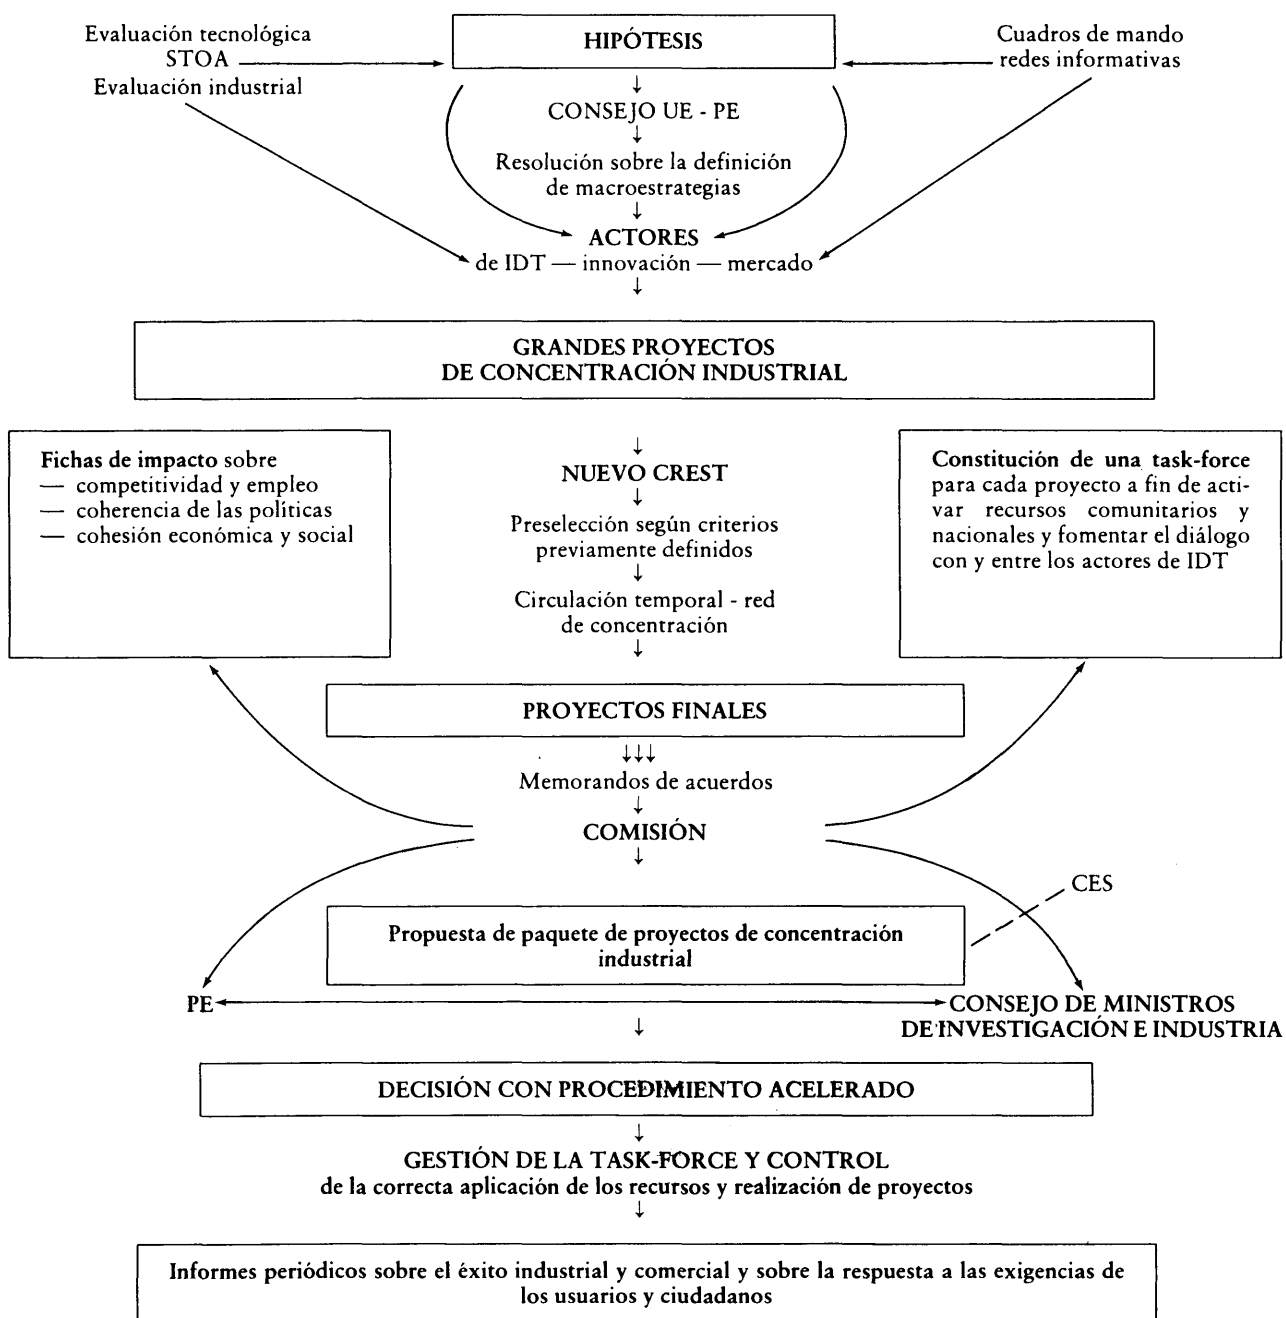 Evaluación tecnológica
STOA
Evaluación industrial
HIPÓTESIS
Cuadros de mando
redes informativas
CONSEJO UE - PE
Resolución sobre la definición
de macroestrategias
ACTORES
de IDT — innovación — mercado
GRANDES PROYECTOS
DE CONCENTRACIÓN INDUSTRIAL
Fichas de impacto sobre
— competitividad y empleo
— coherencia de las políticas
— cohesión económica y social
NUEVO CREST
Preselección según criterios
previamente definidos
Circulación temporal - red
de concentración
Constitución de una task-force
para cada proyecto a fin de acti-
var recursos comunitarios y
nacionales y fomentar el diálogo
con y entre los actores de IDT
PROYECTOS FINALES
Memorandos de acuerdos
COMISIÓN
CES
Propuesta de paquete de proyectos de concentración
industrial
PE
CONSEJO DE MINISTROS
DE INVESTIGACIÓN E INDUSTRIA
DECISIÓN CON PROCEDIMIENTO ACELERADO
GESTIÓN DE LA TASK-FORCE Y CONTROL
de la correcta aplicación de los recursos y realización de proyectos
Informes periódicos sobre el éxito industrial y comercial y sobre la respuesta a las exigencias de
los usuarios y ciudadanos